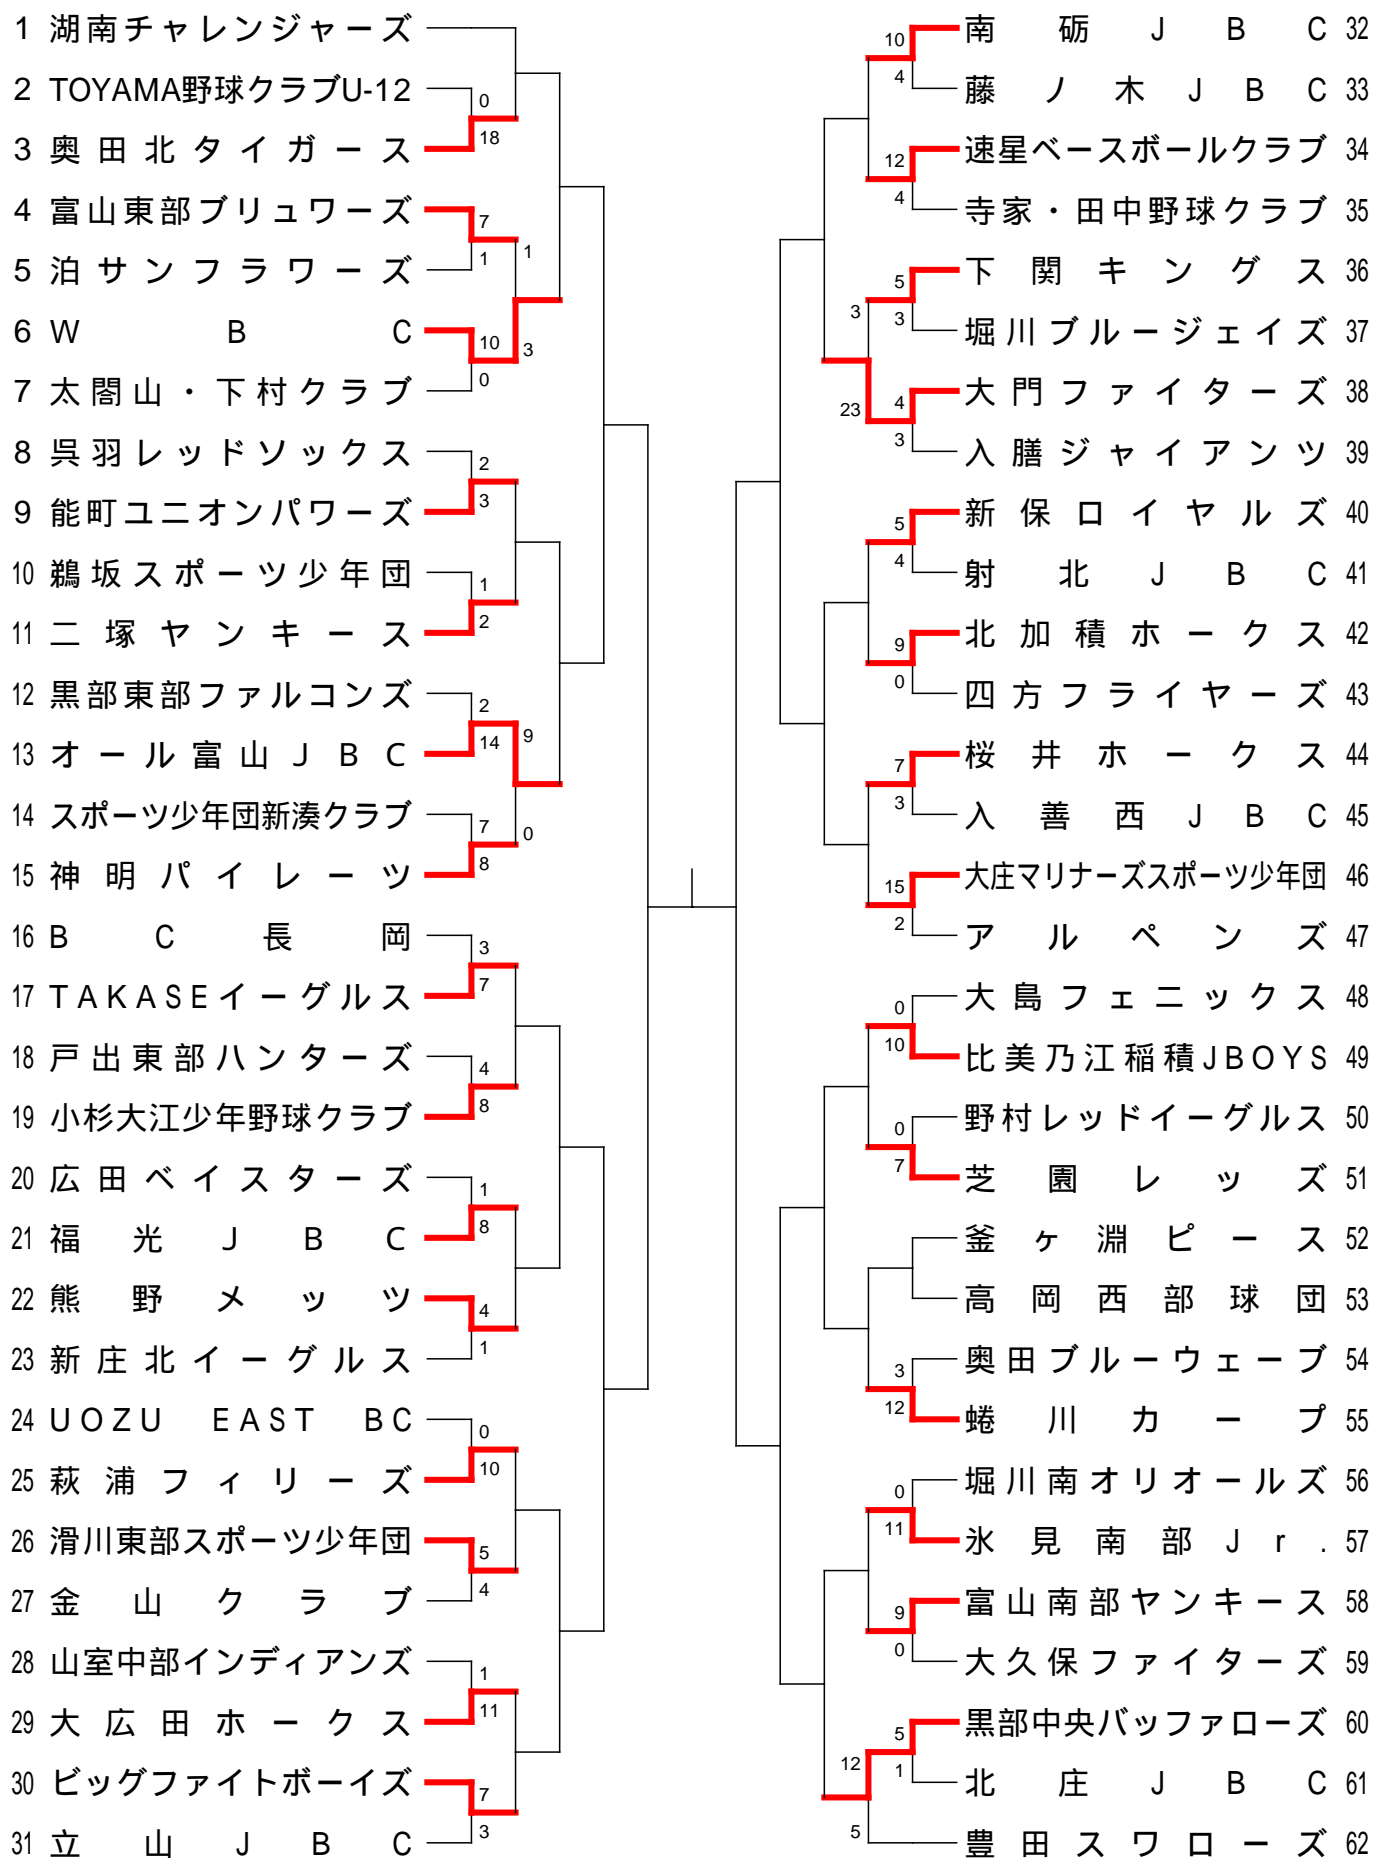 1 湖南チャレンジャーズ
2 TOYAMA野球クラブU-12
0
18
3 奥田北タイガース
4 富山東部ブリュワーズ
7
1
1
5 泊サンフラワーズ
6 WBC
10
3
0
7 太閤山・下村クラブ
8 呉羽レッドソックス
2
3
9 能町ユニオンパワーズ
10 鵜坂スポーツ少年団
1
2
11 二塚ヤンキース
12 黒部東部ファルコンズ
2
14
9
13 オール富山JBC
14 スポーツ少年団新湊クラブ
7
0
8
15 神明パイレーツ
16 BC長岡
3
7
17 TAKASEイーグルス
18 戸出東部ハンターズ
4
8
19 小杉大江少年野球クラブ
20 広田ベイスターズ
1
8
21 福光JBC
22 熊野メッツ
4
1
23 新庄北イーグルス
24 UOZU EAST BC
0
10
25 萩浦フィリーズ
26 滑川東部スポーツ少年団
5
4
27 金山クラブ
28 山室中部インディアンズ
1
11
29 大広田ホークス
30 ビッグファイトボーイズ
7
3
31 立山JBC
10
南砺JBC 32
4
藤ノ木JBC 33
12
速星ベースボールクラブ 34
4
寺家・田中野球クラブ 35
5
下関キングス 36
3
3
堀川ブルージェイズ 37
23
4
大門ファイターズ 38
3
入膳ジャイアンツ 39
5
新保ロイヤルズ 40
4
射北JBC 41
9
北加積ホークス 42
0
四方フライヤーズ 43
7
桜井ホークス 44
3
入善西JBC 45
15
大庄マリナーズスポーツ少年団 46
2
アルペンズ 47
0
大島フェニックス 48
10
比美乃江稲積JBOYS 49
0
野村レッドイーグルス 50
7
芝園レッズ 51
釜ヶ淵ピース 52
高岡西部球団 53
3
奥田ブルーウェーブ 54
12
蜷川カープ 55
0
堀川南オリオールズ 56
11
氷見南部Jr. 57
9
富山南部ヤンキース 58
0
大久保ファイターズ 59
5
黒部中央バッファローズ 60
12
1
北庄JBC 61
5
豊田スワローズ 62